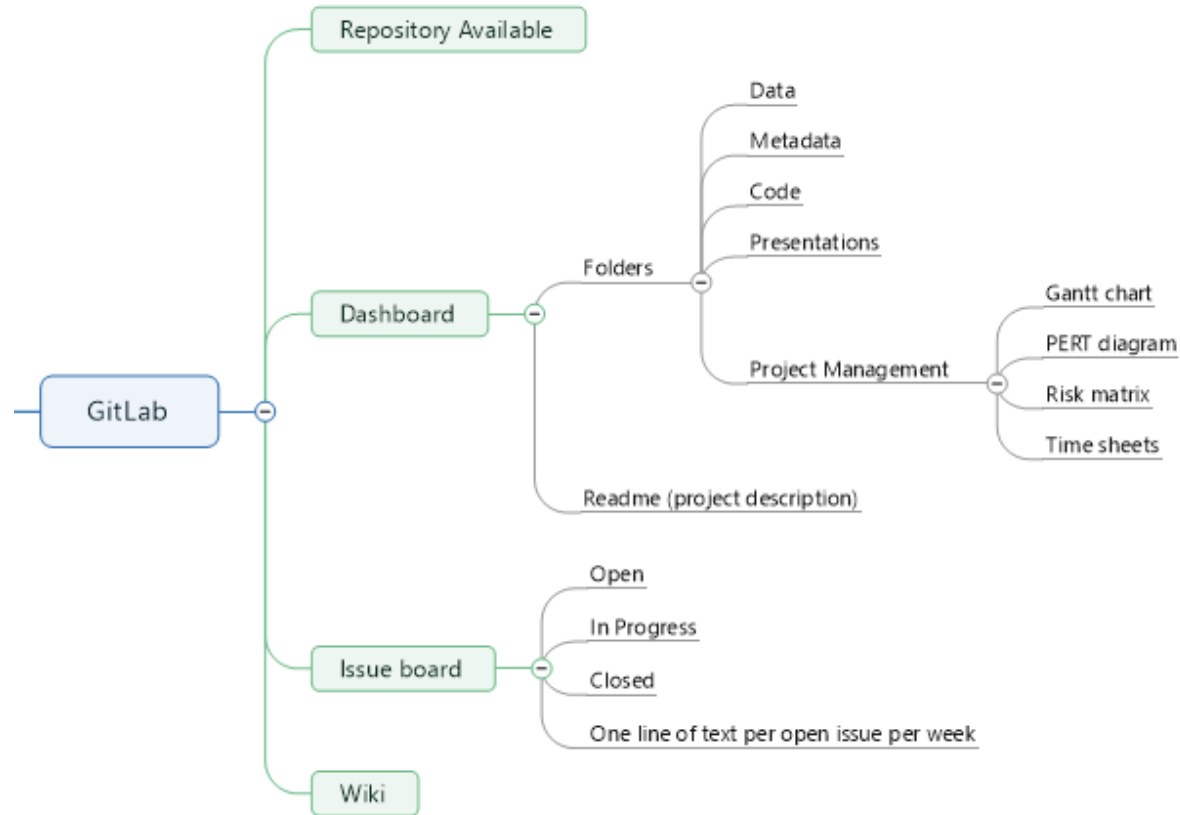 Repository Available
Data
Metadata
Code
Presentations
Folders
Gantt chart
Dashboard
PERT diagram
Project Management
Risk matrix
GitLab
Time sheets
Readme (project description)
Open
In Progress
Issue board
Closed
One line of text per open issue per week
Wiki